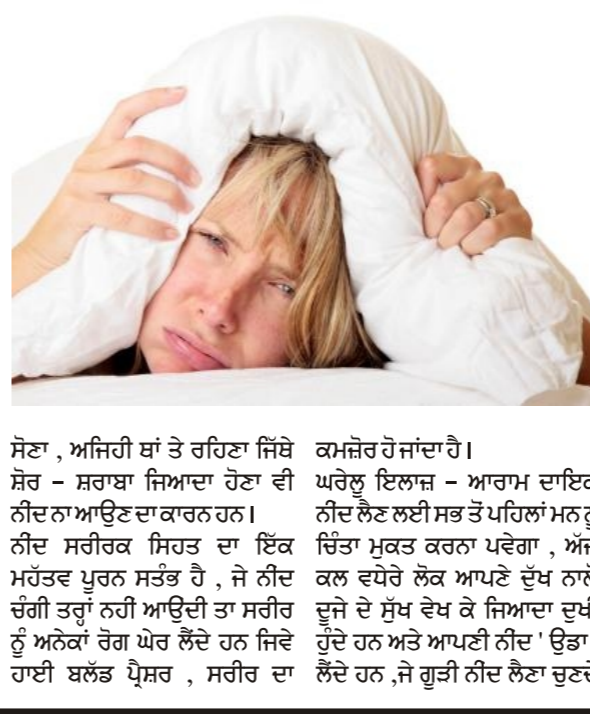 ਸੋਣਾ , ਅਜਿਹੀ ਥਾਂ ਤੇ ਰਹਿਣਾ ਜਿੱਥੇ
ਸ਼ੋਰ – ਸ਼ਰਾਬਾ ਜਿਆਦਾ ਹੋਣਾ ਵੀ
ਨੀਂਦ ਨਾ ਆਉਣ ਦਾ ਕਾਰਨ ਹਨ।
ਨੀਂਦ ਸਰੀਰਕ ਸਿਹਤ ਦਾ ਇੱਕ
ਮਹੱਤਵ ਪੂਰਨ ਸਤੰਭ ਹੈ , ਜੇ ਨੀਂਦ
ਚੰਗੀ ਤਰ੍ਹਾਂ ਨਹੀਂ ਆਉਦੀ ਤਾ ਸਰੀਰ
ਨੂੰ ਅਨੇਕਾਂ ਰੋਗ ਘੇਰ ਲੈਂਦੇ ਹਨ ਜਿਵੇ
ਹਾਈ ਬਲੱਡ ਪ੍ਰੈਸ਼ਰ , ਸਰੀਰ ਦਾ
ਕਮਜ਼ੋਰ ਹੋ ਜਾਂਦਾ ਹੈ।
ਘਰੇਲੂ ਇਲਾਜ਼ – ਆਰਾਮ ਦਾਇਕ
ਨੀਂਦ ਲੈਣ ਲਈ ਸਭ ਤੋਂ ਪਹਿਲਾਂ ਮਨ ਨੂੰ
ਚਿੰਤਾ ਮੁਕਤ ਕਰਨਾ ਪਵੇਗਾ , ਅੱਜ
ਕਲ ਵਧੇਰੇ ਲੋਕ ਆਪਣੇ ਦੁੱਖ ਨਾਲੋਂ
ਦੂਜੇ ਦੇ ਸੁੱਖ ਵੇਖ ਕੇ ਜਿਆਦਾ ਦੁਖੀ
ਹੁੰਦੇ ਹਨ ਅਤੇ ਆਪਣੀ ਨੀਂਦ ' ਉਡਾ
ਲੈਂਦੇ ਹਨ ,ਜੇ ਗੂੜੀ ਨੀਂਦ ਲੈਣਾ ਚੁਣਦੇ